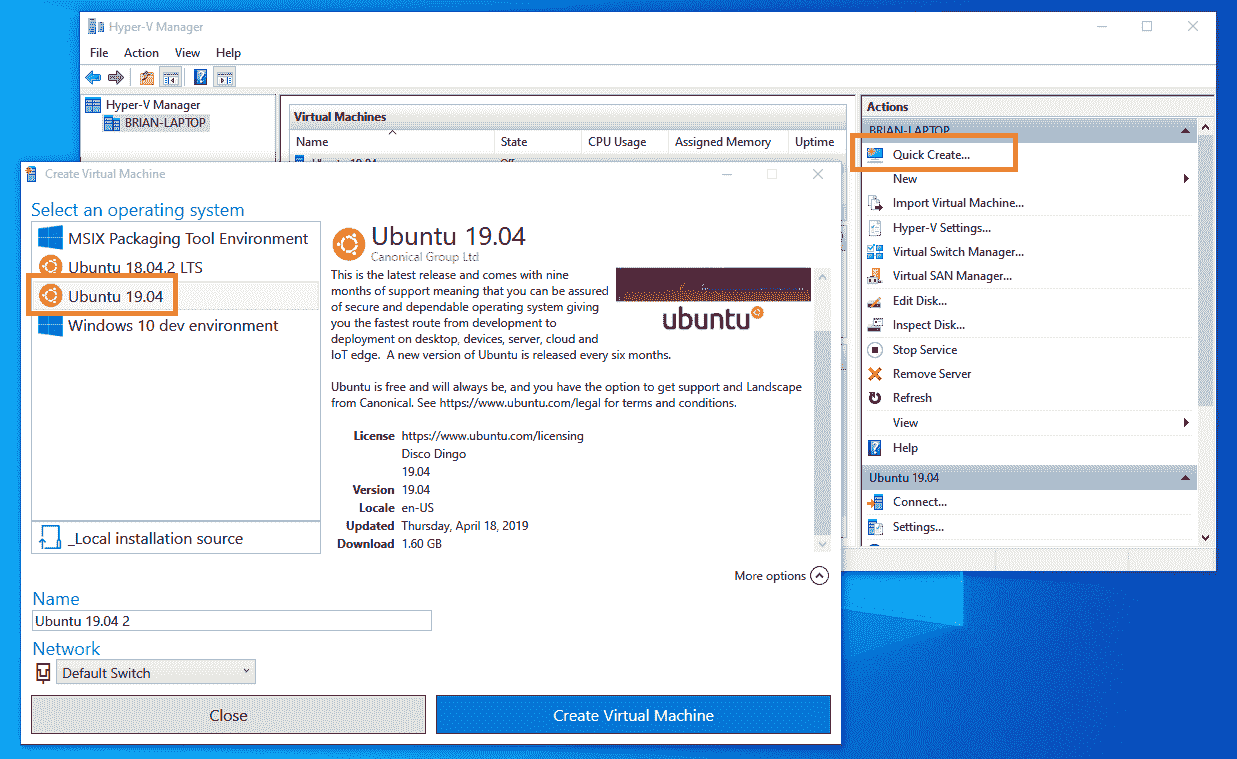 Hyper-V Manager
File Action View Help
Hyper-V Manager
BRIAN-LAPTOP
Virtual Machines
Name State CPU Usage Assigned Memory Uptime
Ubuntu 19.04 Off
Actions
BRIAN-LAPTOP
Quick Create...
New
Import Virtual Machine...
Hyper-V Settings...
Virtual Switch Manager...
Virtual SAN Manager...
Edit Disk...
Inspect Disk...
Stop Service
Remove Server
Refresh
View
Help
Ubuntu 19.04
Connect...
Settings...
Create Virtual Machine
Select an operating system
MSIX Packaging Tool Environment
Ubuntu 18.04.2 LTS
Ubuntu 19.04
Windows 10 dev environment
_Local installation source
Ubuntu 19.04
Canonical Group Ltd
This is the latest release and comes with nine
months of support meaning that you can be assured
of secure and dependable operating system giving
you the fastest route from development to
deployment on desktop, devices, server, cloud and
IoT edge. A new version of Ubuntu is released every six months.
ubuntu
Ubuntu is free and will always be, and you have the option to get support and Landscape
from Canonical. See https://www.ubuntu.com/legal for terms and conditions.
License https://www.ubuntu.com/licensing
Disco Dingo
19.04
Version 19.04
Locale en-US
Updated Thursday, April 18, 2019
Download 1.60 GB
More options
Name
Ubuntu 19.04 2
Network
Default Switch
Close
Create Virtual Machine